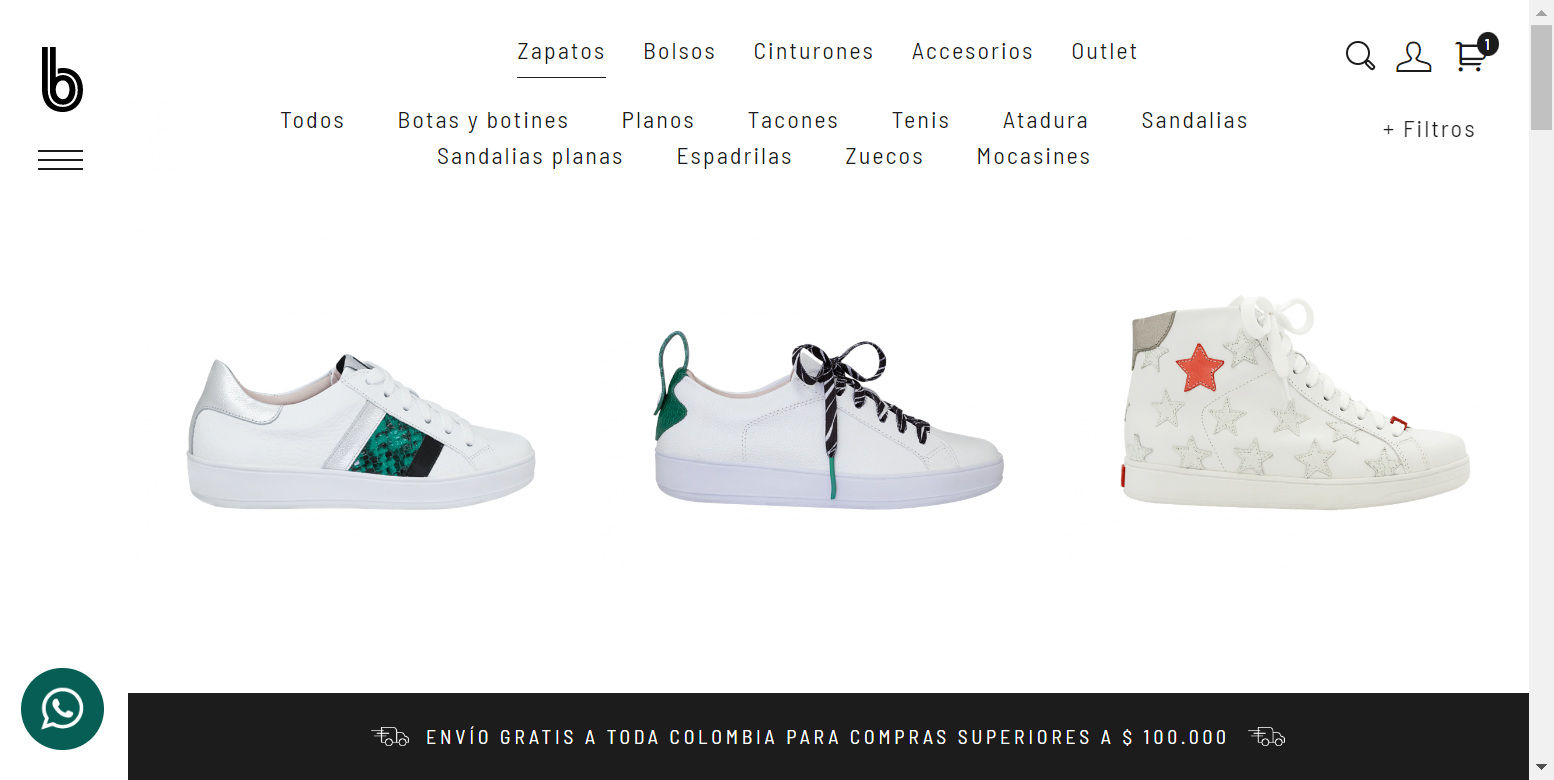 b
Zapatos Bolsos Cinturones Accesorios Outlet
1
Todos Botas y botines Planos Tacones Tenis Atadura Sandalias
+ Filtros
Sandalias planas Espadrilas Zuecos Mocasines
ENVÍO GRATIS A TODA COLOMBIA PARA COMPRAS SUPERIORES A $ 100.000